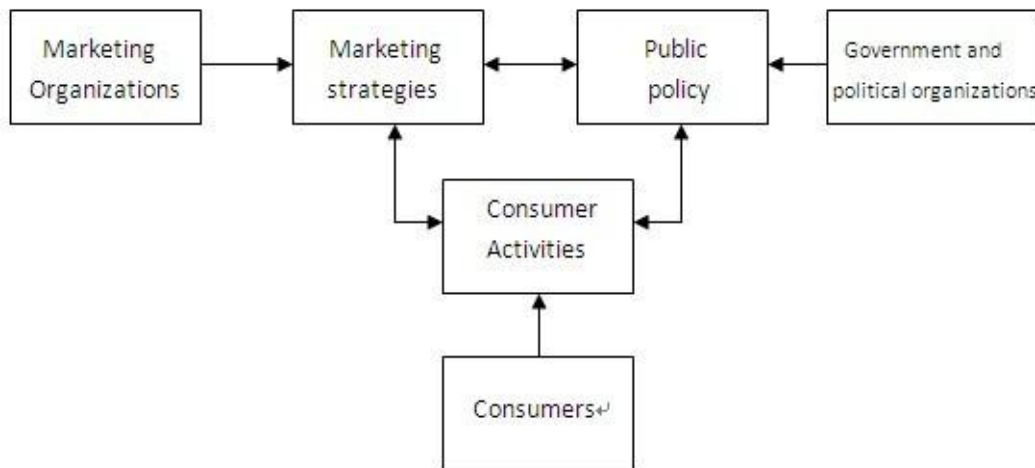 Marketing
Organizations
Marketing
strategies
Public
policy
Government and
political organizations
Consumer
Activities
Consumers↵